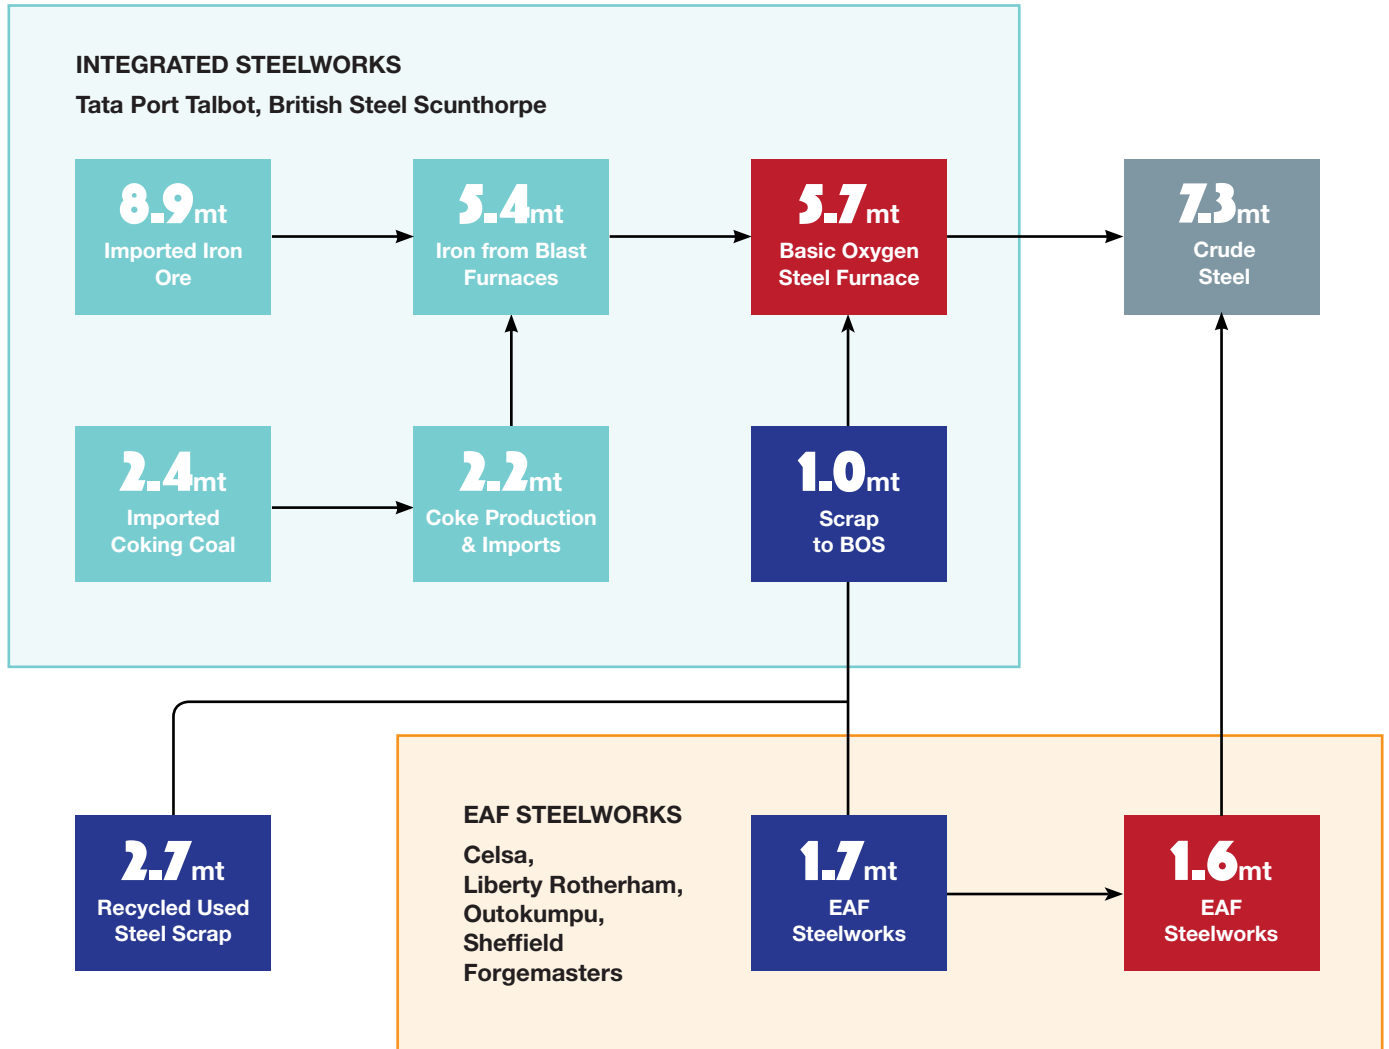 INTEGRATED STEELWORKS
Tata Port Talbot, British Steel Scunthorpe
8.9mt
Imported Iron
Ore
5.4mt
Iron from Blast
Furnaces
5.7mt
Basic Oxygen
Steel Furnace
7.3mt
Crude
Steel
2.4mt
Imported
Coking Coal
2.2mt
Coke Production
& Imports
1.0mt
Scrap
to BOS
2.7mt
Recycled Used
Steel Scrap
EAF STEELWORKS
Celsa,
Liberty Rotherham,
Outokumpu,
Sheffield
Forgemasters
1.7mt
EAF
Steelworks
1.6mt
EAF
Steelworks